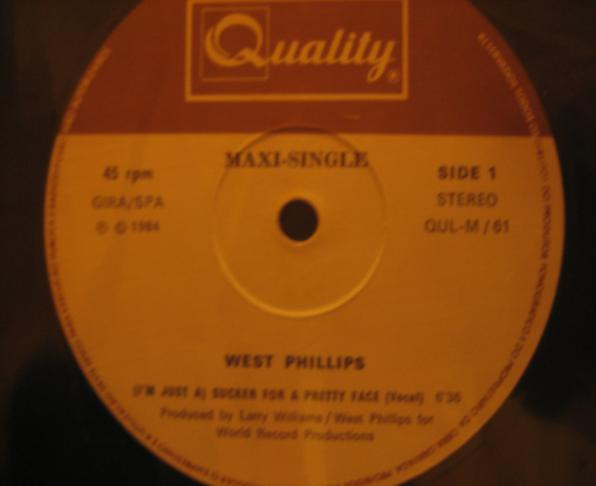 Quality®
MAXI-SINGLE
45 rpm
GIRA/SPA
℗ © 1984
SIDE 1
STEREO
QUL-M / 61
WEST PHILLIPS
(I'M JUST A) SUCKER FOR A PRETTY FACE (Vocal) 6'36
Produced by Larry Williams / West Phillips for
World Record Productions